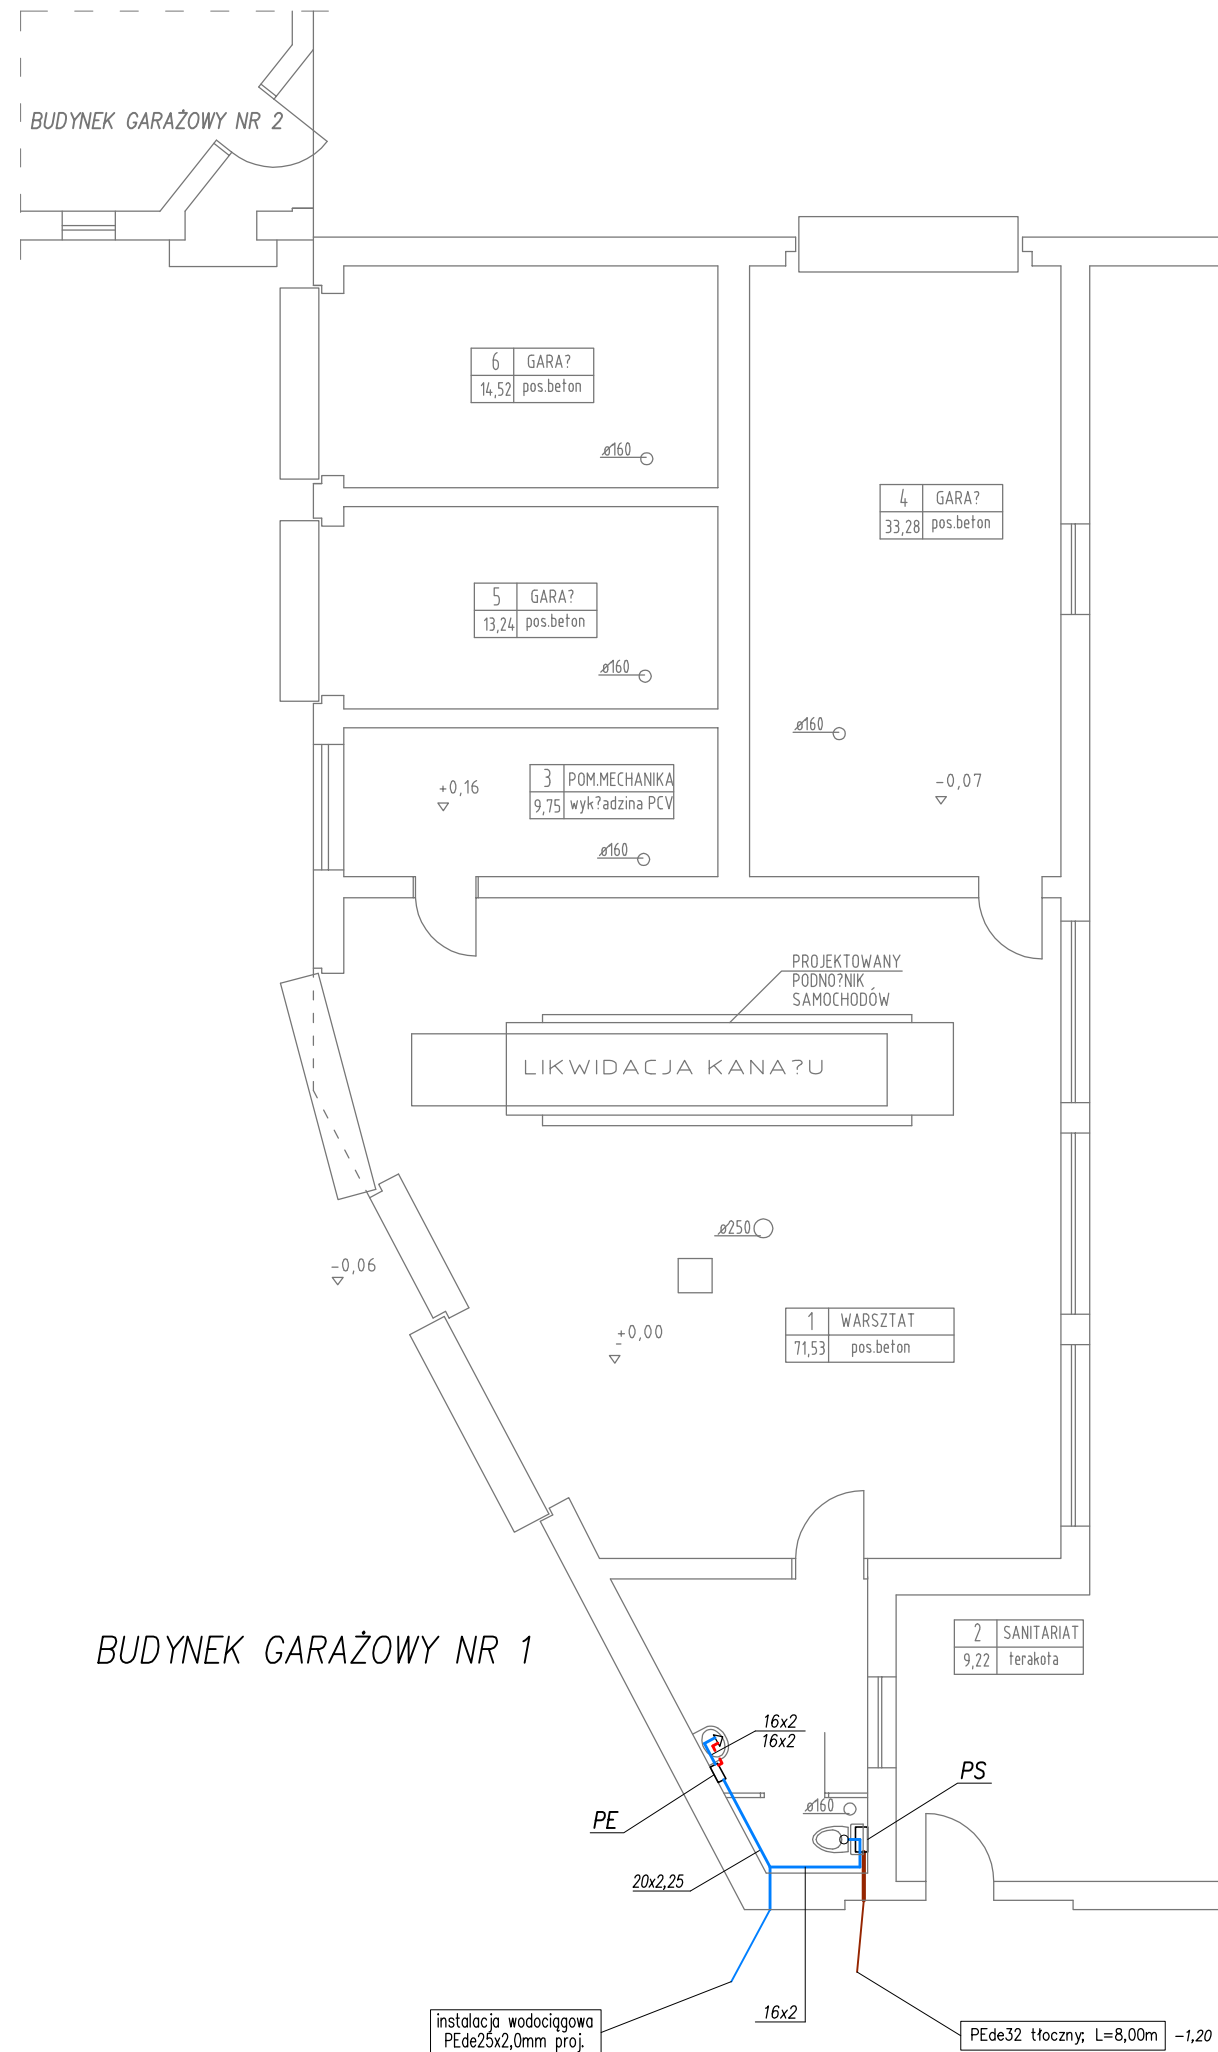 BUDYNEK GARAŻOWY NR 2
6 GARA?
14,52 pos.beton
ø160
4 GARA?
33,28 pos.beton
5 GARA?
13,24 pos.beton
ø160
ø160
3 POM.MECHANIKA
9,75 wyk?adzina PCV
+0,16
-0,07
ø160
PROJEKTOWANY
PODNO?NIK
SAMOCHODÓW
LIKWIDACJA KANA?U
ø250
-0,06
1 WARSZTAT
71,53 pos.beton
±0,00
BUDYNEK GARAŻOWY NR 1
2 SANITARIAT
9,22 terakota
16x2
16x2
PS
ø160
PE
20x2,25
16x2
instalacja wodociągowa
PEde25x2,0mm proj.
PEde32 tłoczny; L=8,00m -1,20